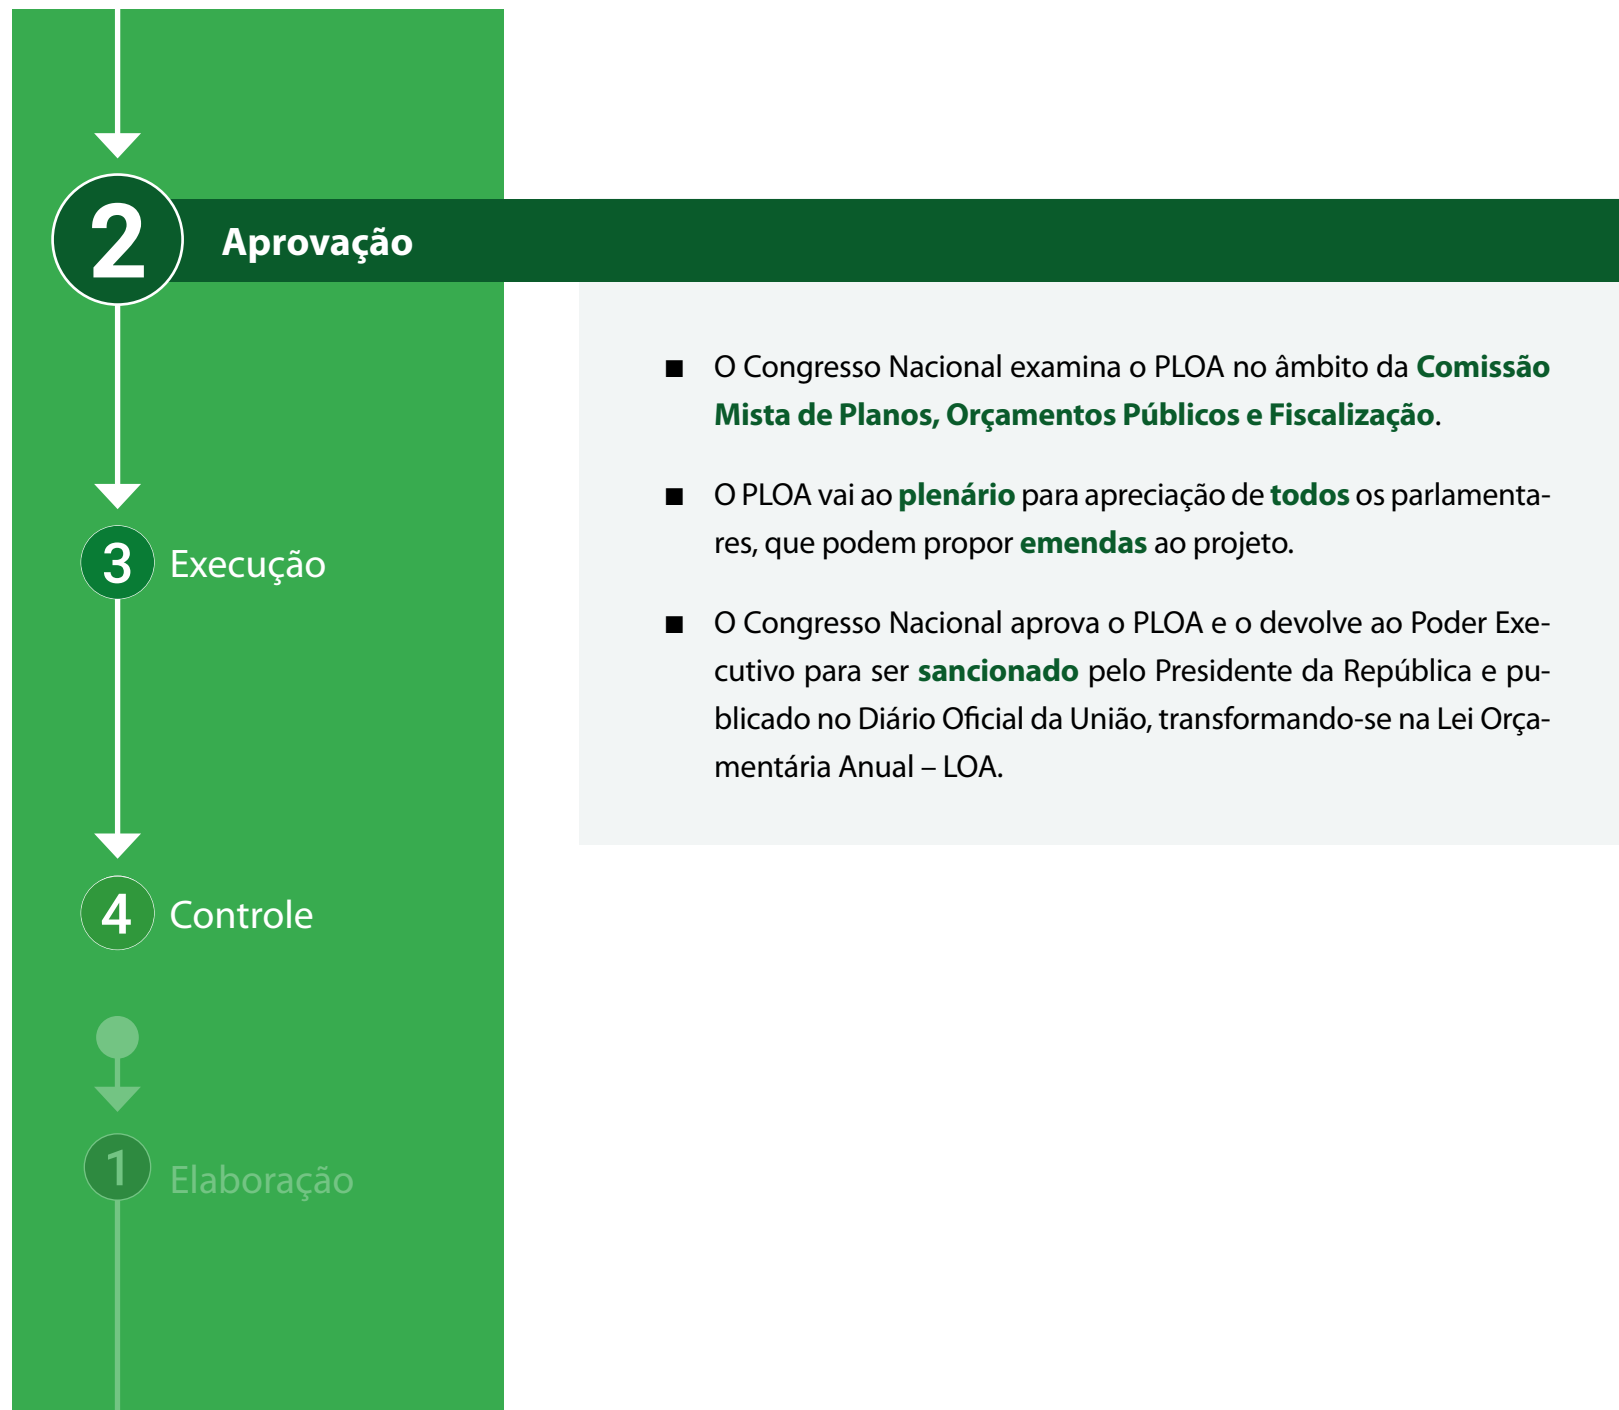 2
Aprovação
■ O Congresso Nacional examina o PLOA no âmbito da Comissão
Mista de Planos, Orçamentos Públicos e Fiscalização.
■ O PLOA vai ao plenário para apreciação de todos os parlamenta-
res, que podem propor emendas ao projeto.
■ O Congresso Nacional aprova o PLOA e o devolve ao Poder Exe-
cutivo para ser sancionado pelo Presidente da República e pu-
blicado no Diário Oficial da União, transformando-se na Lei Orça-
mentária Anual – LOA.
3 Execução
4 Controle
1 Elaboração